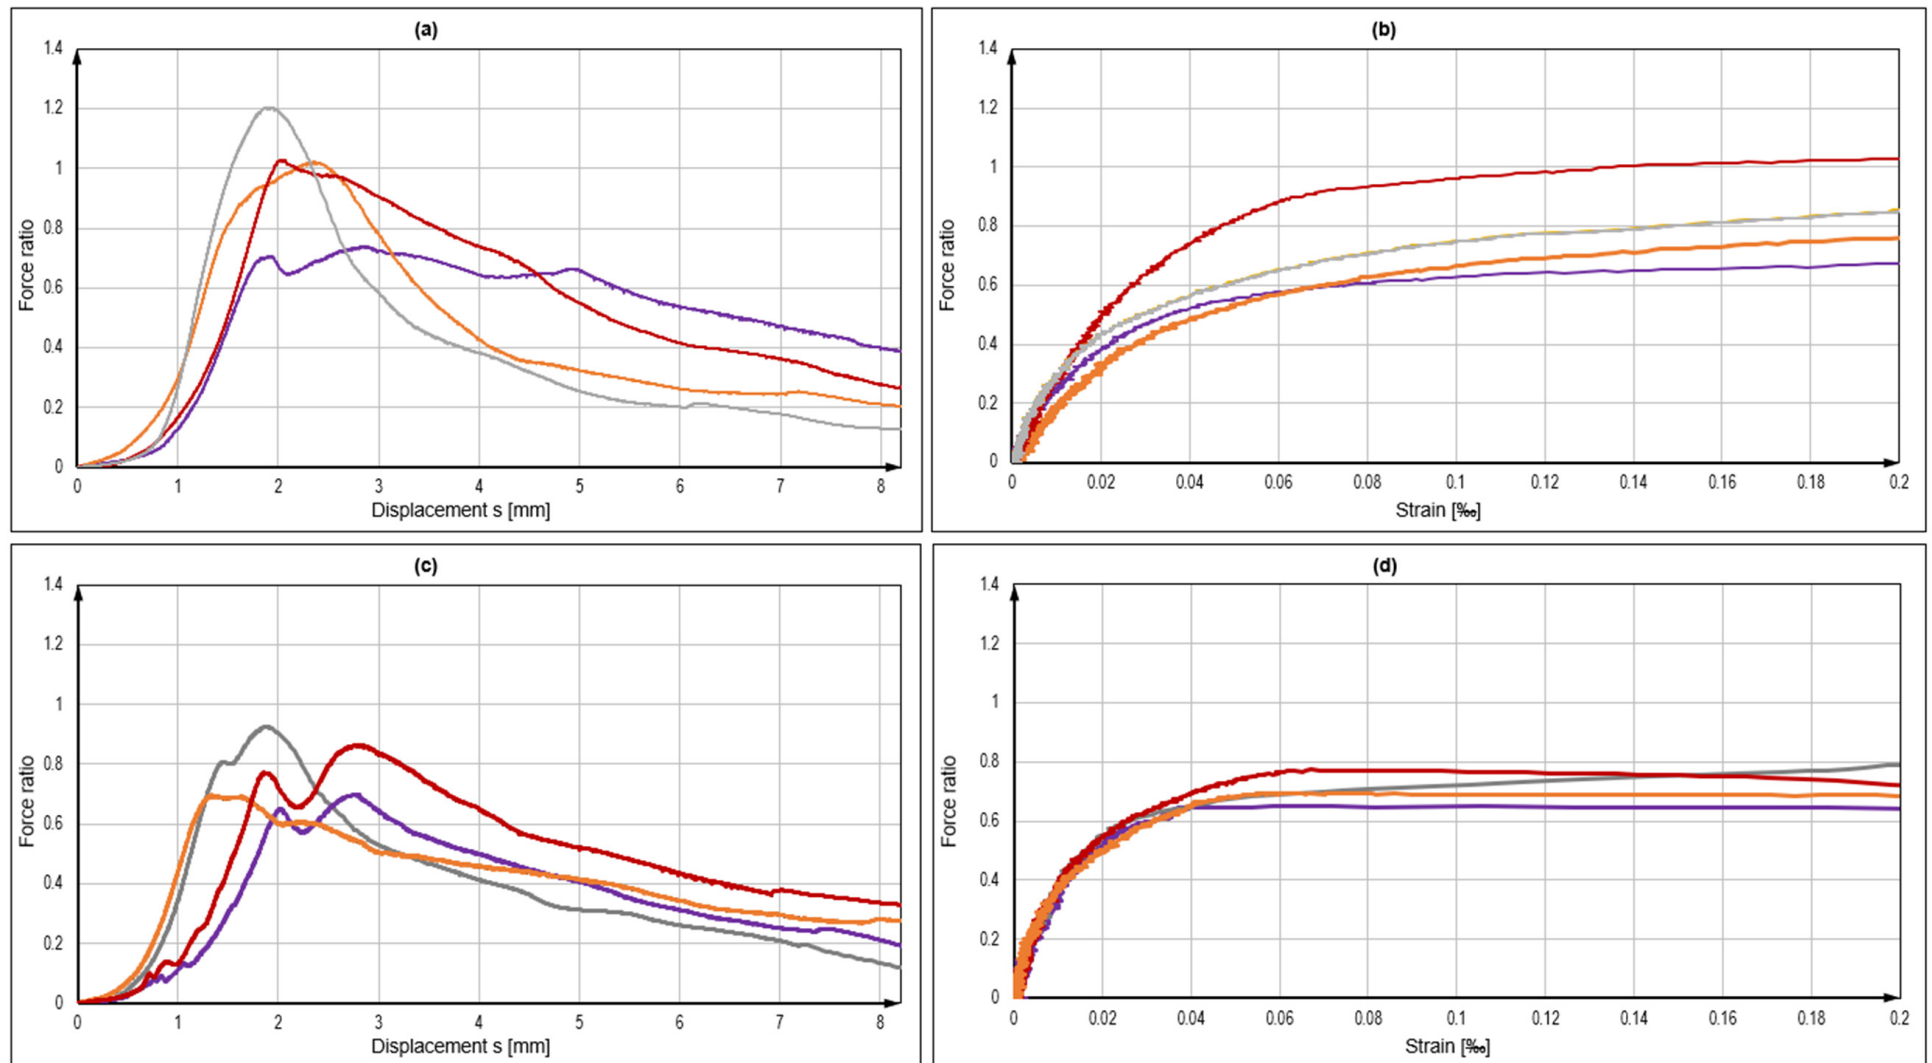 (a)
1.4
1.2
1
0.8
0.6
0.4
0.2
0
Force ratio
0 1 2 3 4 5 6 7 8
Displacement s [mm]
(b)
1.4
1.2
1
0.8
0.6
0.4
0.2
0
Force ratio
0 0.02 0.04 0.06 0.08 0.1 0.12 0.14 0.16 0.18 0.2
Strain [‰]
(c)
1.4
1.2
1
0.8
0.6
0.4
0.2
0
Force ratio
0 1 2 3 4 5 6 7 8
Displacement s [mm]
(d)
1.4
1.2
1
0.8
0.6
0.4
0.2
0
Force ratio
0 0.02 0.04 0.06 0.08 0.1 0.12 0.14 0.16 0.18 0.2
Strain [‰]